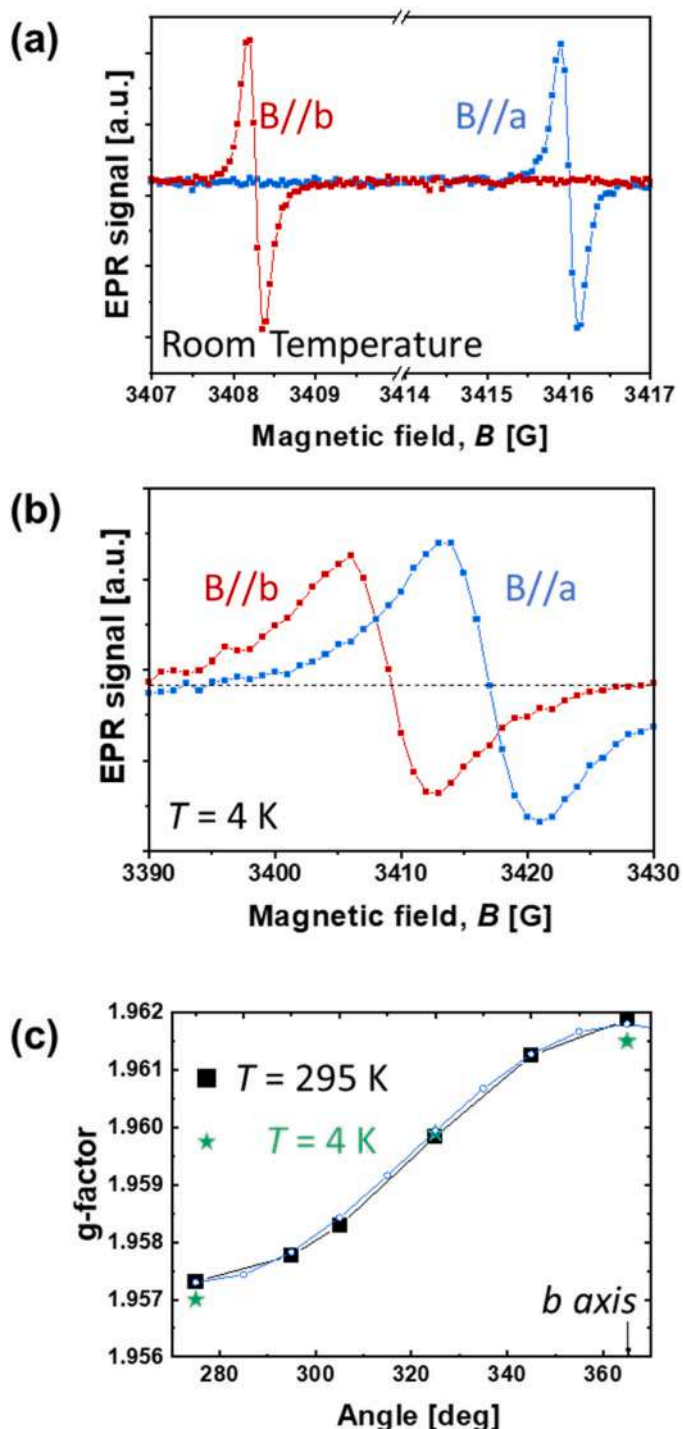 (a)
B//b
B//a
EPR signal [a.u.]
Room Temperature
3407 3408 3409 3414 3415 3416 3417
Magnetic field, B [G]
(b)
B//b
B//a
EPR signal [a.u.]
T = 4 K
3390 3400 3410 3420 3430
Magnetic field, B [G]
(c)
1.962
1.961
1.960
1.959
1.958
1.957
1.956
g-factor
T = 295 K
T = 4 K
b axis
280 300 320 340 360
Angle [deg]